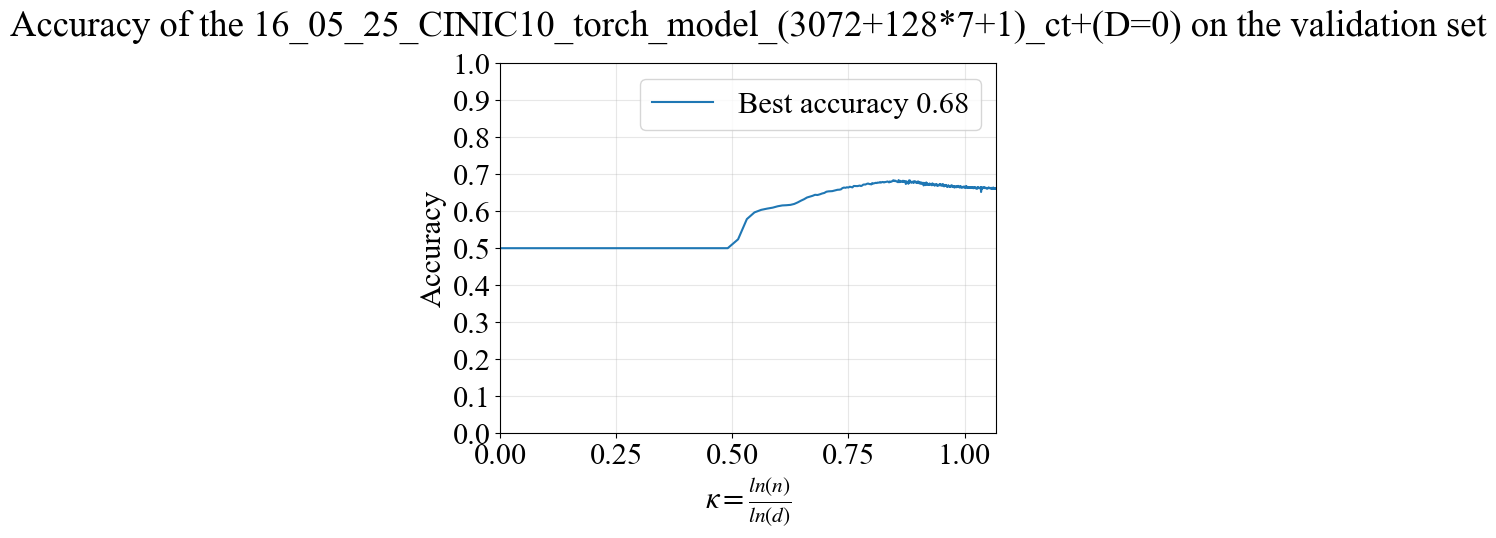 Accuracy of the 16_05_25_CINIC10_torch_model_(3072+128*7+1)_ct+(D=0) on the validation set
1.0
0.9
0.8
0.7
0.6
0.5
0.4
0.3
0.2
0.1
0.0
Accuracy
Best accuracy 0.68
0.00 0.25 0.50 0.75 1.00
κ = ln(n) / ln(d)